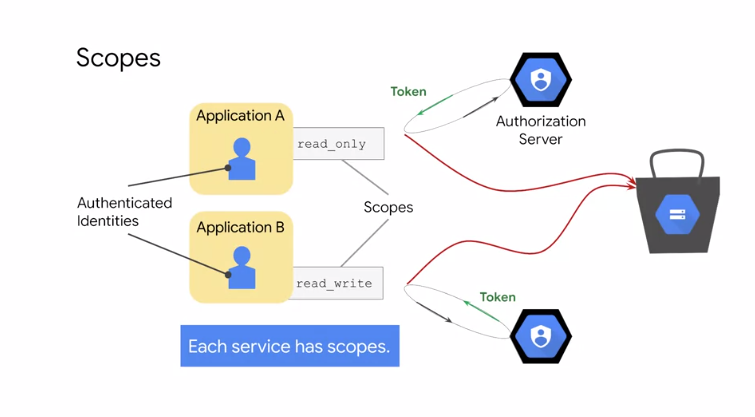 Scopes
Application A
read_only
Token
Authorization
Server
Authenticated
Identities
Scopes
Application B
read_write
Token
Each service has scopes.